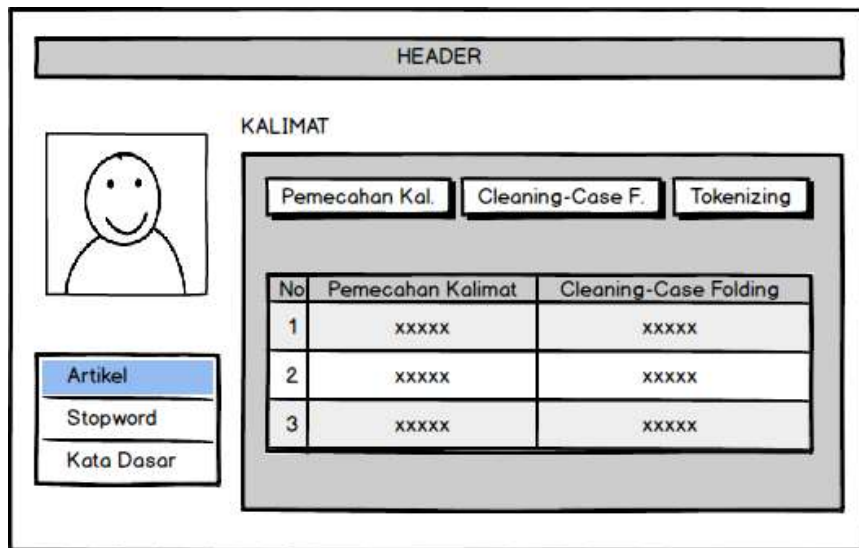 HEADER
KALIMAT
Pemecahan Kal. Cleaning-Case F. Tokenizing
No Pemecahan Kalimat Cleaning-Case Folding
1 xxxxx xxxxx
2 xxxxx xxxxx
3 xxxxx xxxxx
Artikel
Stopword
Kata Dasar